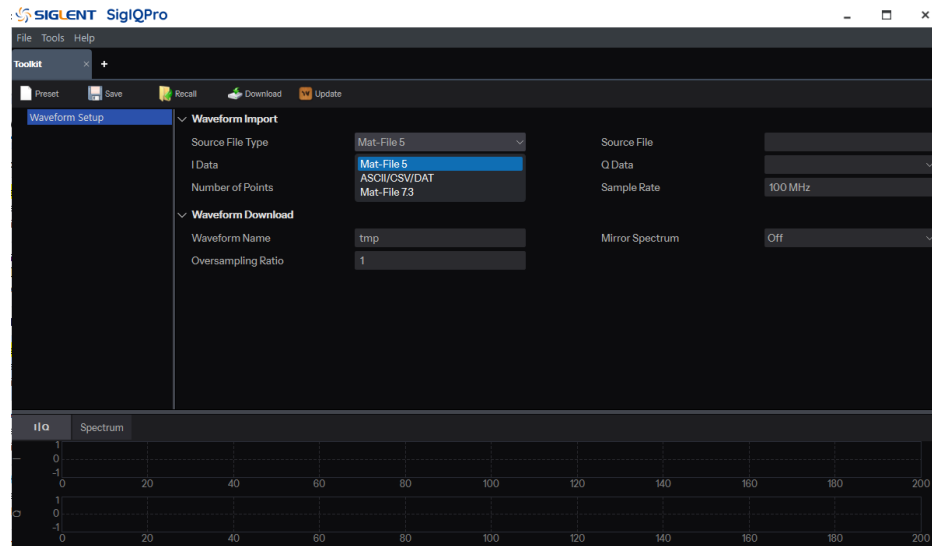 SIGLENT SigIQPro
File Tools Help
Toolkit × +
Preset Save Recall Download W Update
Waveform Setup
Waveform Import
Source File Type Mat-File 5 Source File
I Data Mat-File 5 Q Data
ASCII/CSV/DAT
Number of Points Mat-File 7.3 Sample Rate 100 MHz
Waveform Download
Waveform Name tmp Mirror Spectrum Off
Oversampling Ratio 1
I|Q Spectrum
1
I 0
-1
0 20 40 60 80 100 120 140 160 180 200
1
Q 0
-1
0 20 40 60 80 100 120 140 160 180 200